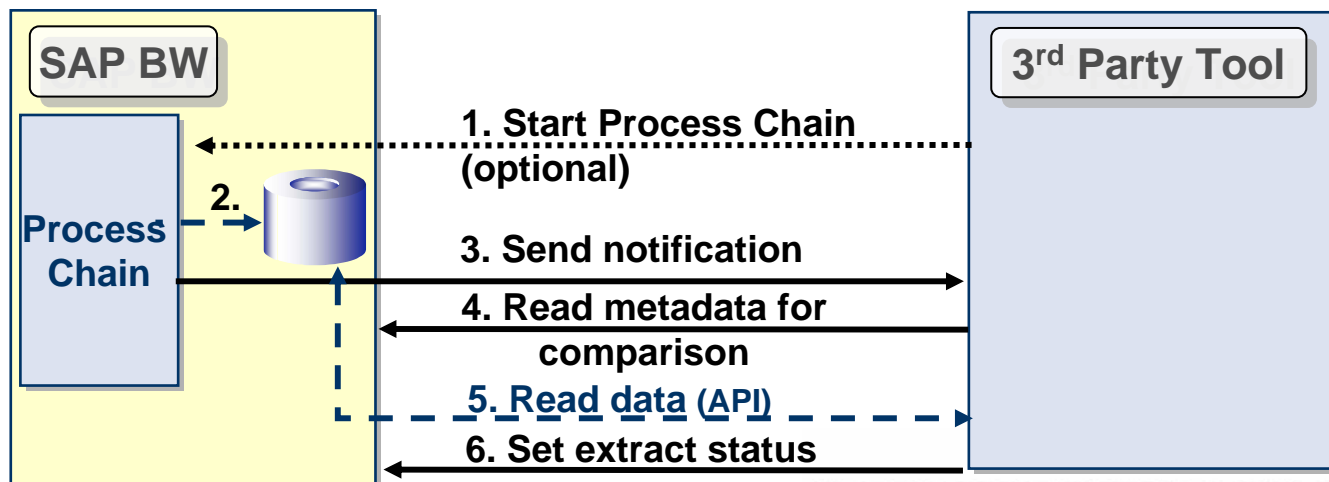 SAP BW
3rd Party Tool
1. Start Process Chain
(optional)
2.
Process
Chain
3. Send notification
4. Read metadata for
comparison
5. Read data (API)
6. Set extract status